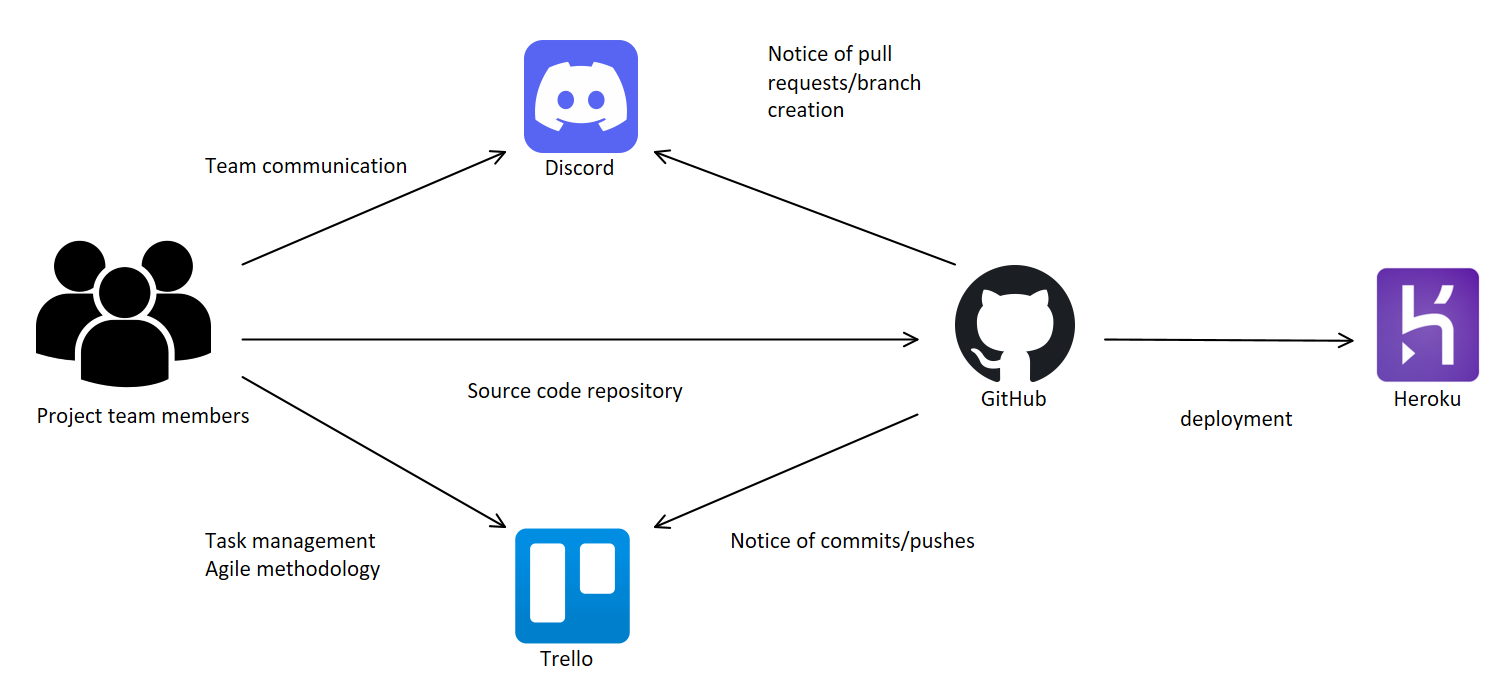 Notice of pull
requests/branch
creation
Team communication
Discord
Project team members
Source code repository
GitHub
Heroku
deployment
Task management
Agile methodology
Notice of commits/pushes
Trello